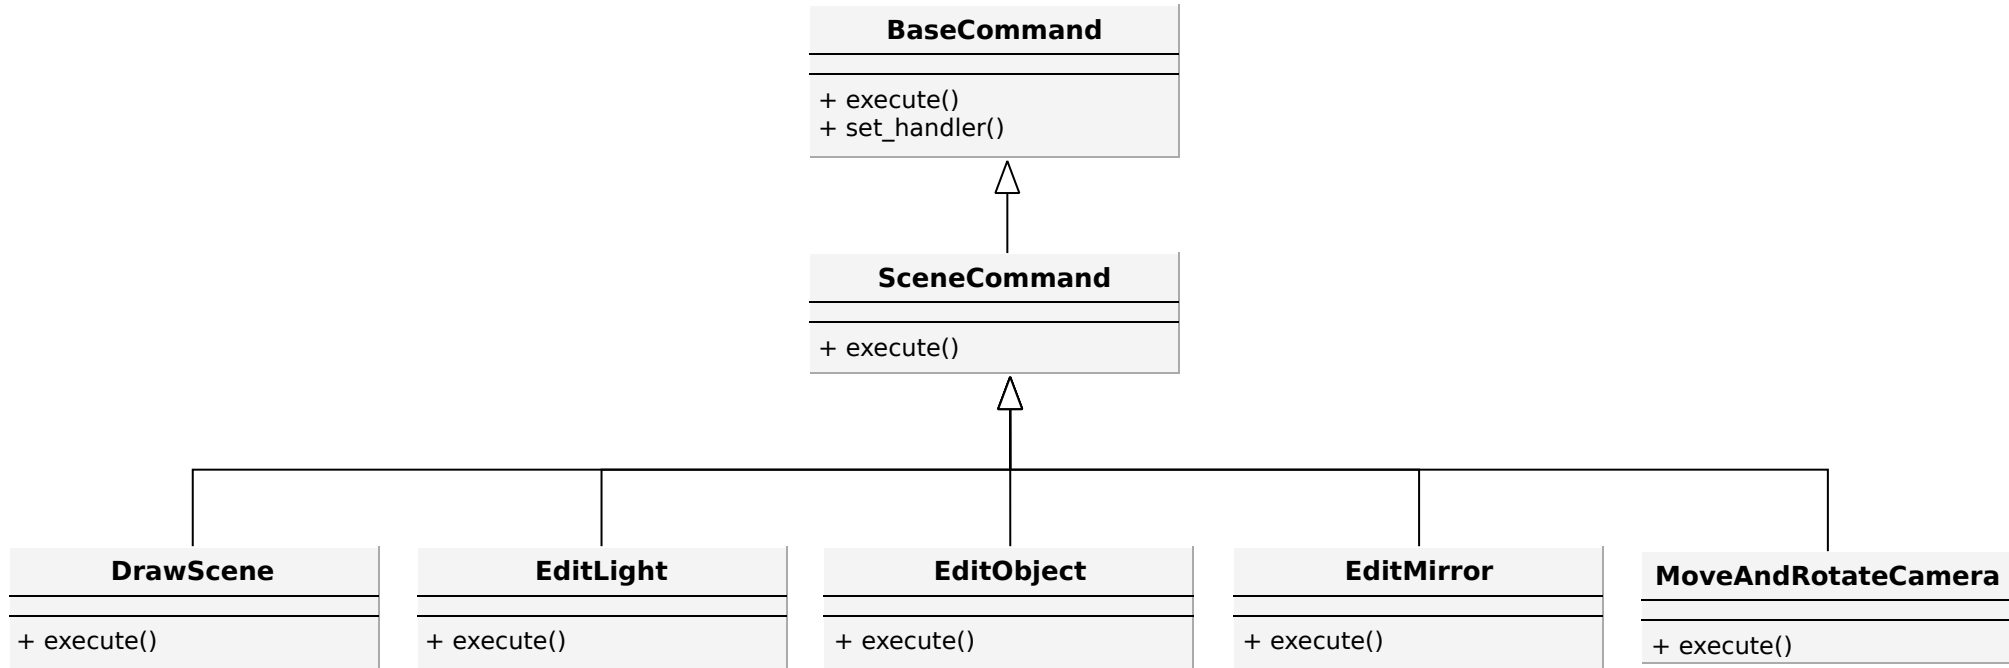 BaseCommand
+ execute()
+ set_handler()
SceneCommand
+ execute()
DrawScene
+ execute()
EditLight
+ execute()
EditObject
+ execute()
EditMirror
+ execute()
MoveAndRotateCamera
+ execute()